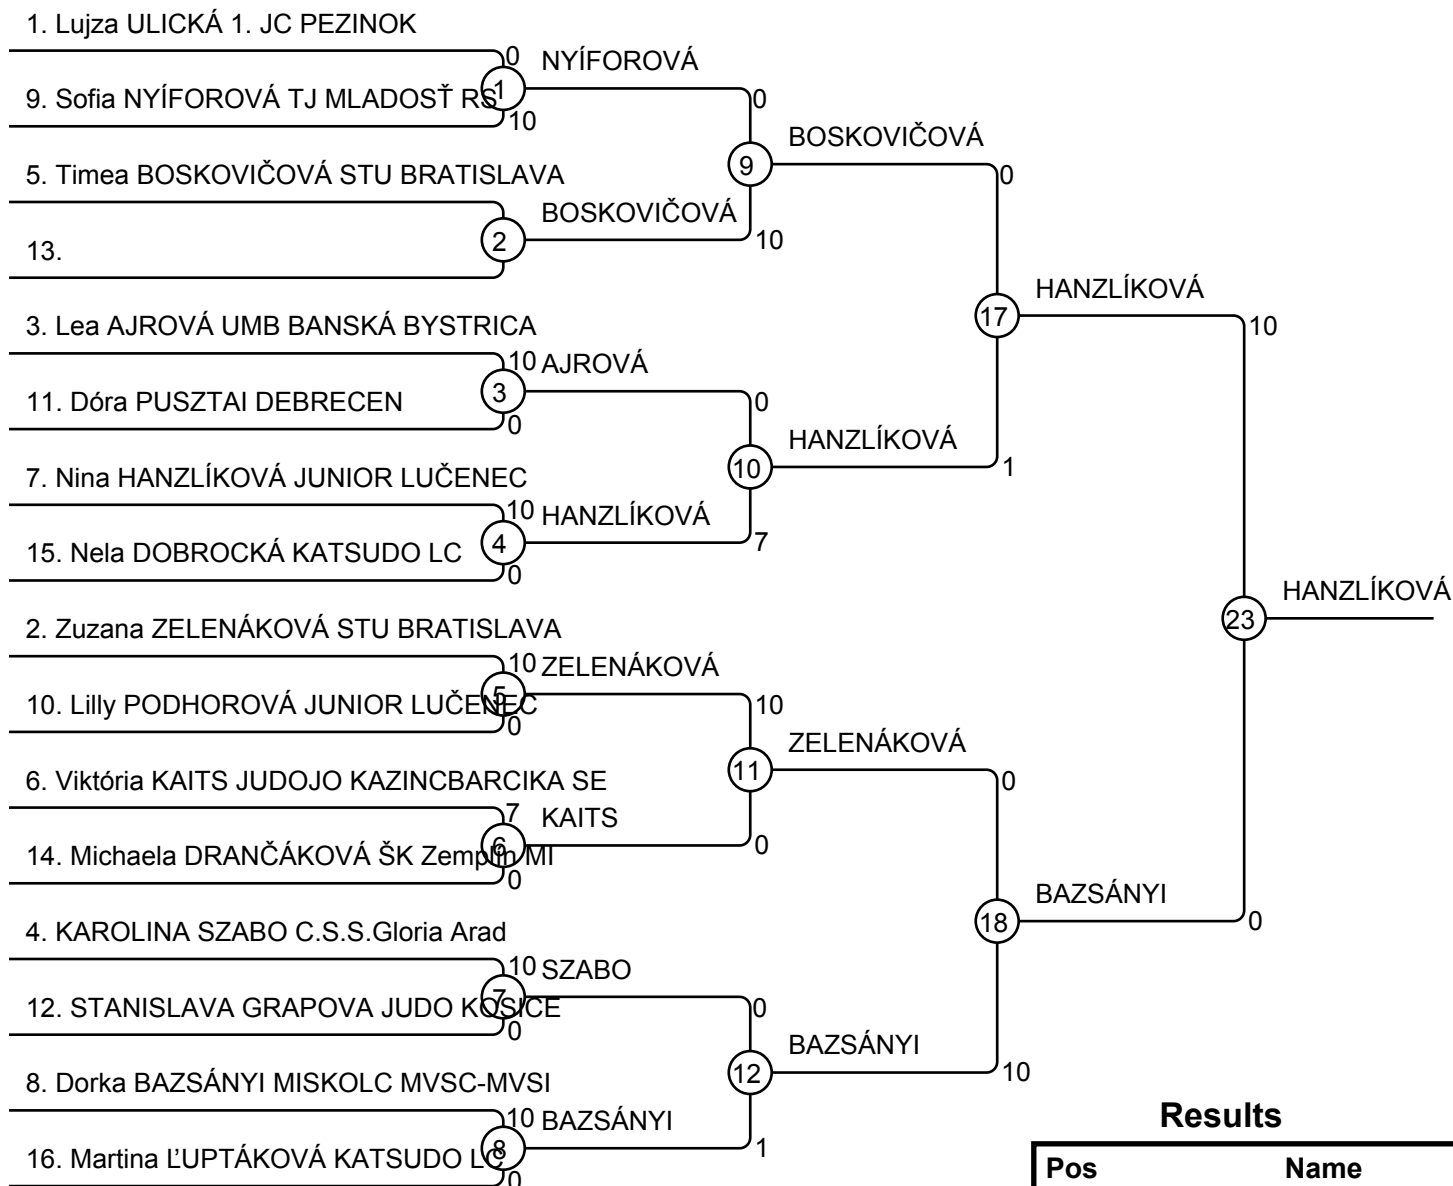 1. Lujza ULICKÁ 1. JC PEZINOK
0
NYÍFOROVÁ
1
9. Sofia NYÍFOROVÁ TJ MLADOSŤ RS
10
0
BOSKOVIČOVÁ
9
5. Timea BOSKOVIČOVÁ STU BRATISLAVA
0
BOSKOVIČOVÁ
2
10
13.
HANZLÍKOVÁ
17
10
3. Lea AJROVÁ UMB BANSKÁ BYSTRICA
10
AJROVÁ
3
11. Dóra PUSZTAI DEBRECEN
0
0
HANZLÍKOVÁ
10
1
7. Nina HANZLÍKOVÁ JUNIOR LUČENEC
10
HANZLÍKOVÁ
4
7
15. Nela DOBROCKÁ KATSUDO LC
0
HANZLÍKOVÁ
23
2. Zuzana ZELENÁKOVÁ STU BRATISLAVA
10
ZELENÁKOVÁ
5
10. Lilly PODHOROVÁ JUNIOR LUČENEC
0
10
ZELENÁKOVÁ
11
6. Viktória KAITS JUDOJO KAZINCBARCIKA SE
0
7
KAITS
6
0
14. Michaela DRANČÁKOVÁ ŠK Zemplín MI
0
BAZSÁNYI
18
0
4. KAROLINA SZABO C.S.S.Gloria Arad
10
SZABO
7
12. STANISLAVA GRAPOVA JUDO KOSICE
0
0
BAZSÁNYI
12
10
8. Dorka BAZSÁNYI MISKOLC MVSC-MVSI
10
BAZSÁNYI
8
1
16. Martina ĽUPTÁKOVÁ KATSUDO LC
0
Results
Pos Name